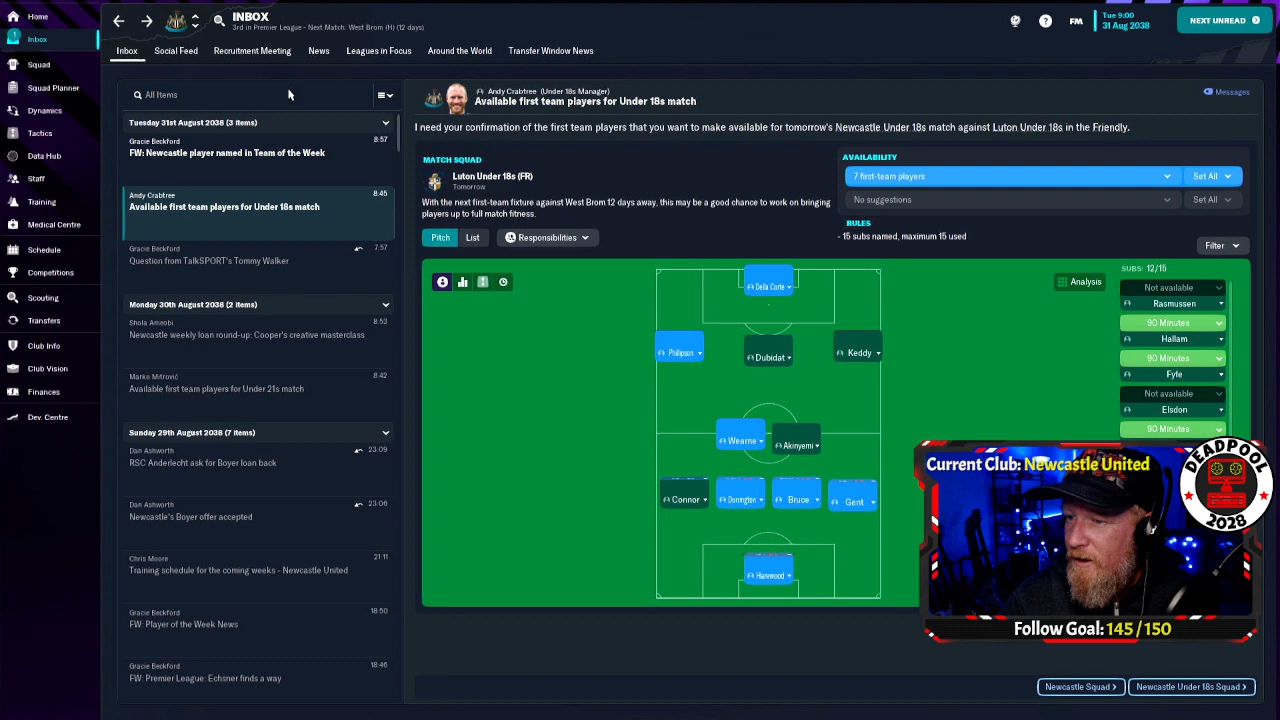 Home
Inbox
Squad
Squad Planner
Dynamics
Tactics
Data Hub
Staff
Training
Medical Centre
Schedule
Competitions
Scouting
Transfers
Club Info
Club Vision
Finances
Dev. Centre
INBOX
3rd in Premier League - Next Match: West Brom (H) (12 days)
FM
Tue 9:00
31 Aug 2038
NEXT UNREAD
Inbox
Social Feed
Recruitment Meeting
News
Leagues in Focus
Around the World
Transfer Window News
All Items
Tuesday 31st August 2038 (3 items)
Gracie Beckford 8:57
FW: Newcastle player named in Team of the Week
Andy Crabtree 8:45
Available first team players for Under 18s match
Gracie Beckford 7:57
Question from TalkSPORT's Tommy Walker
Monday 30th August 2038 (2 items)
Shola Ameobi 8:53
Newcastle weekly loan round-up: Cooper's creative masterclass
Marko Mitrović 8:42
Available first team players for Under 21s match
Sunday 29th August 2038 (7 items)
Dan Ashworth 23:09
RSC Anderlecht ask for Boyer loan back
Dan Ashworth 23:06
Newcastle's Boyer offer accepted
Chris Moore 21:11
Training schedule for the coming weeks - Newcastle United
Gracie Beckford 18:50
FW: Player of the Week News
Gracie Beckford 18:46
FW: Premier League: Echsner finds a way
Andy Crabtree (Under 18s Manager)
Available first team players for Under 18s match
Messages
I need your confirmation of the first team players that you want to make available for tomorrow's Newcastle Under 18s match against Luton Under 18s in the Friendly.
MATCH SQUAD
Luton Under 18s (FR)
Tomorrow
With the next first-team fixture against West Brom 12 days away, this may be a good chance to work on bringing
players up to full match fitness.
AVAILABILITY
7 first-team players
Set All
No suggestions
Set All
RULES
- 15 subs named, maximum 15 used
Pitch
List
Responsibilities
Filter
Analysis
Della Corte
Philipson
Dubidat
Keddy
Wearne
Akinyemi
Connor
Dorrington
Bruce
Gent
Harewood
SUBS: 12/15
Not available
Rasmussen
90 Minutes
Hallam
90 Minutes
Fyfe
Not available
Elsdon
90 Minutes
Current Club: Newcastle United
DEADPOOL
2028
Follow Goal: 145/150
Newcastle Squad
Newcastle Under 18s Squad